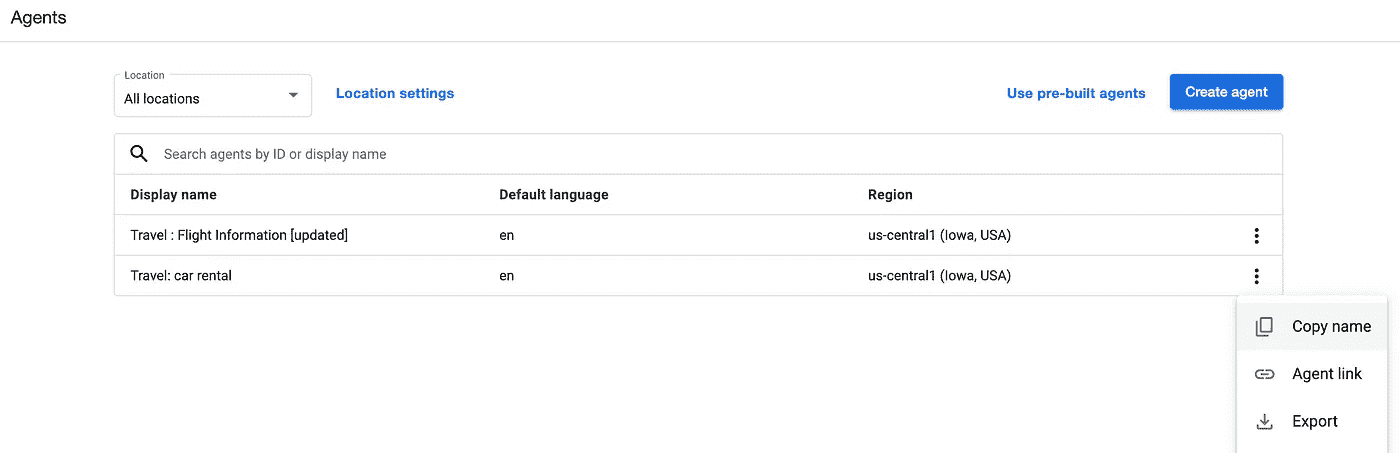 Agents
Location
All locations
Location settings
Use pre-built agents
Create agent
Search agents by ID or display name
Display name Default language Region
Travel : Flight Information [updated] en us-central1 (Iowa, USA)
Travel: car rental en us-central1 (Iowa, USA)
Copy name
Agent link
Export